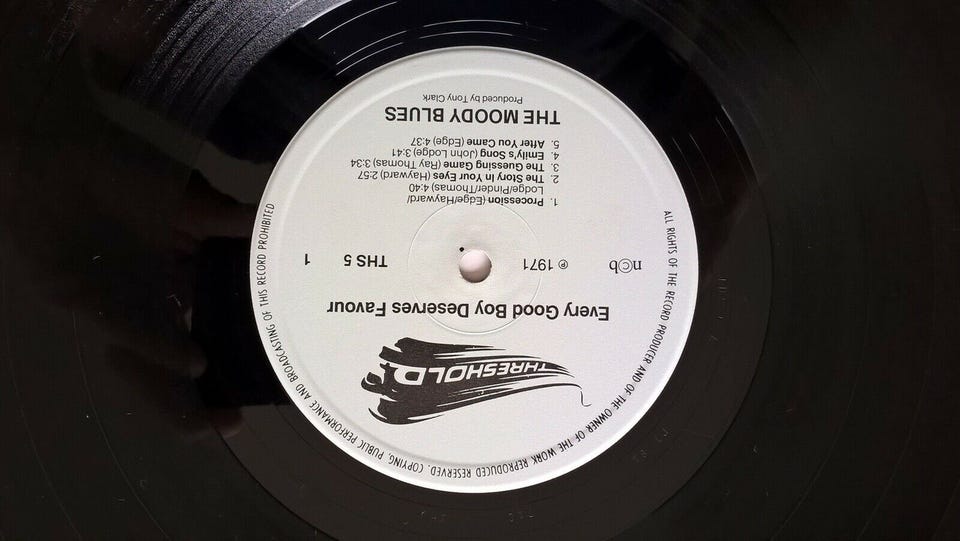 THRESHOLD
Every Good Boy Deserves Favour
n©b ℗ 1971 THS 5 1
1. Procession (Edge/Hayward/
Lodge/Pinder/Thomas) 4:40
2. The Story In Your Eyes (Hayward) 2:57
3. The Guessing Game (Ray Thomas) 3:34
4. Emily's Song (John Lodge) 3:41
5. After You Came (Edge) 4:37
THE MOODY BLUES
Produced by Tony Clark
ALL RIGHTS OF THE RECORD PRODUCER AND OF THE OWNER OF THE WORK REPRODUCED RESERVED. COPYING, PUBLIC PERFORMANCE AND BROADCASTING OF THIS RECORD PROHIBITED